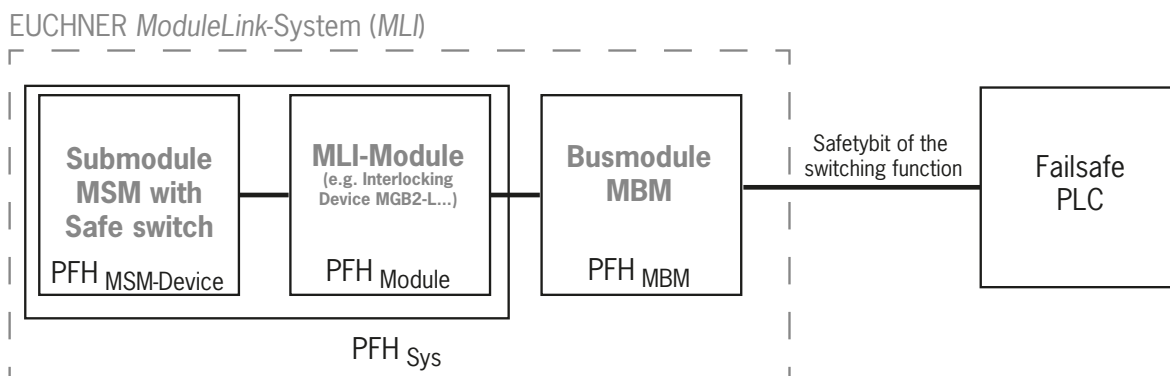 EUCHNER ModuleLink-System (MLI)
Submodule
MSM with
Safe switch
PFH MSM-Device
MLI-Module
(e.g. Interlocking
Device MGB2-L...)
PFH Module
Busmodule
MBM
PFH MBM
PFH Sys
Safetybit of the
switching function
Failsafe
PLC